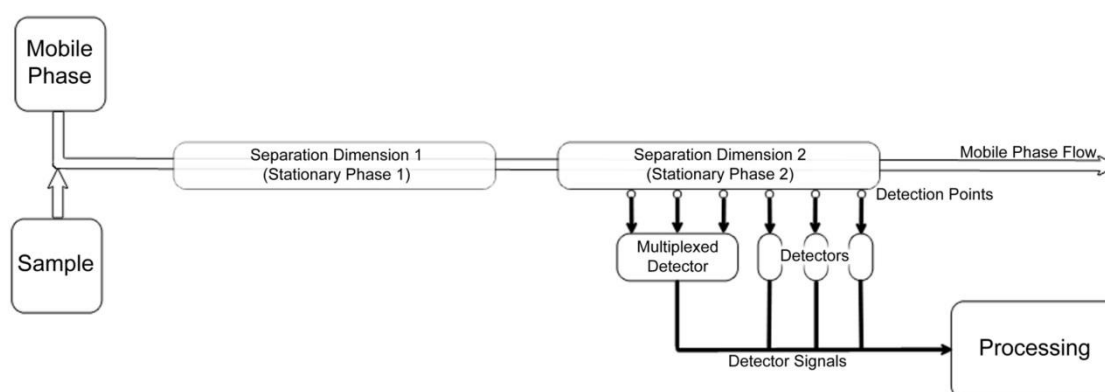 Mobile
Phase
Sample
Separation Dimension 1
(Stationary Phase 1)
Separation Dimension 2
(Stationary Phase 2)
Mobile Phase Flow
Detection Points
Multiplexed
Detector
Detectors
Detector Signals
Processing